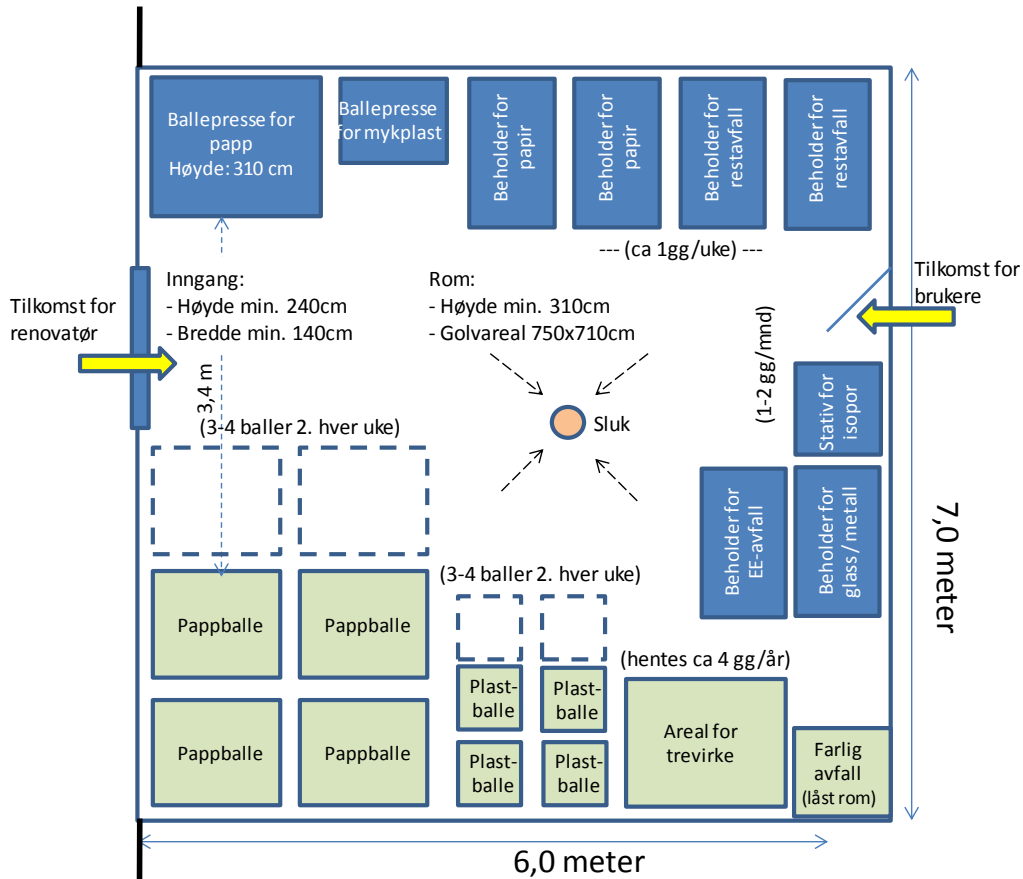 Ballepresse for
papp
Høyde: 310 cm
Ballepresse
for mykplast
Beholder for
papir
Beholder for
papir
Beholder for
restavfall
Beholder for
restavfall
--- (ca 1gg/uke) ---
Inngang:
- Høyde min. 240cm
- Bredde min. 140cm
Rom:
- Høyde min. 310cm
- Golvareal 750x710cm
Tilkomst for
renovatør
Tilkomst for
brukere
(1-2 gg/mnd)
3,4 m
(3-4 baller 2. hver uke)
Sluk
Stativ for
isopor
Beholder for
EE-avfall
Beholder for
glass / metall
7,0 meter
(3-4 baller 2. hver uke)
Pappballe
Pappballe
Plast-
balle
Plast-
balle
(hentes ca 4 gg/år)
Pappballe
Pappballe
Plast-
balle
Plast-
balle
Areal for
trevirke
Farlig
avfall
(låst rom)
6,0 meter